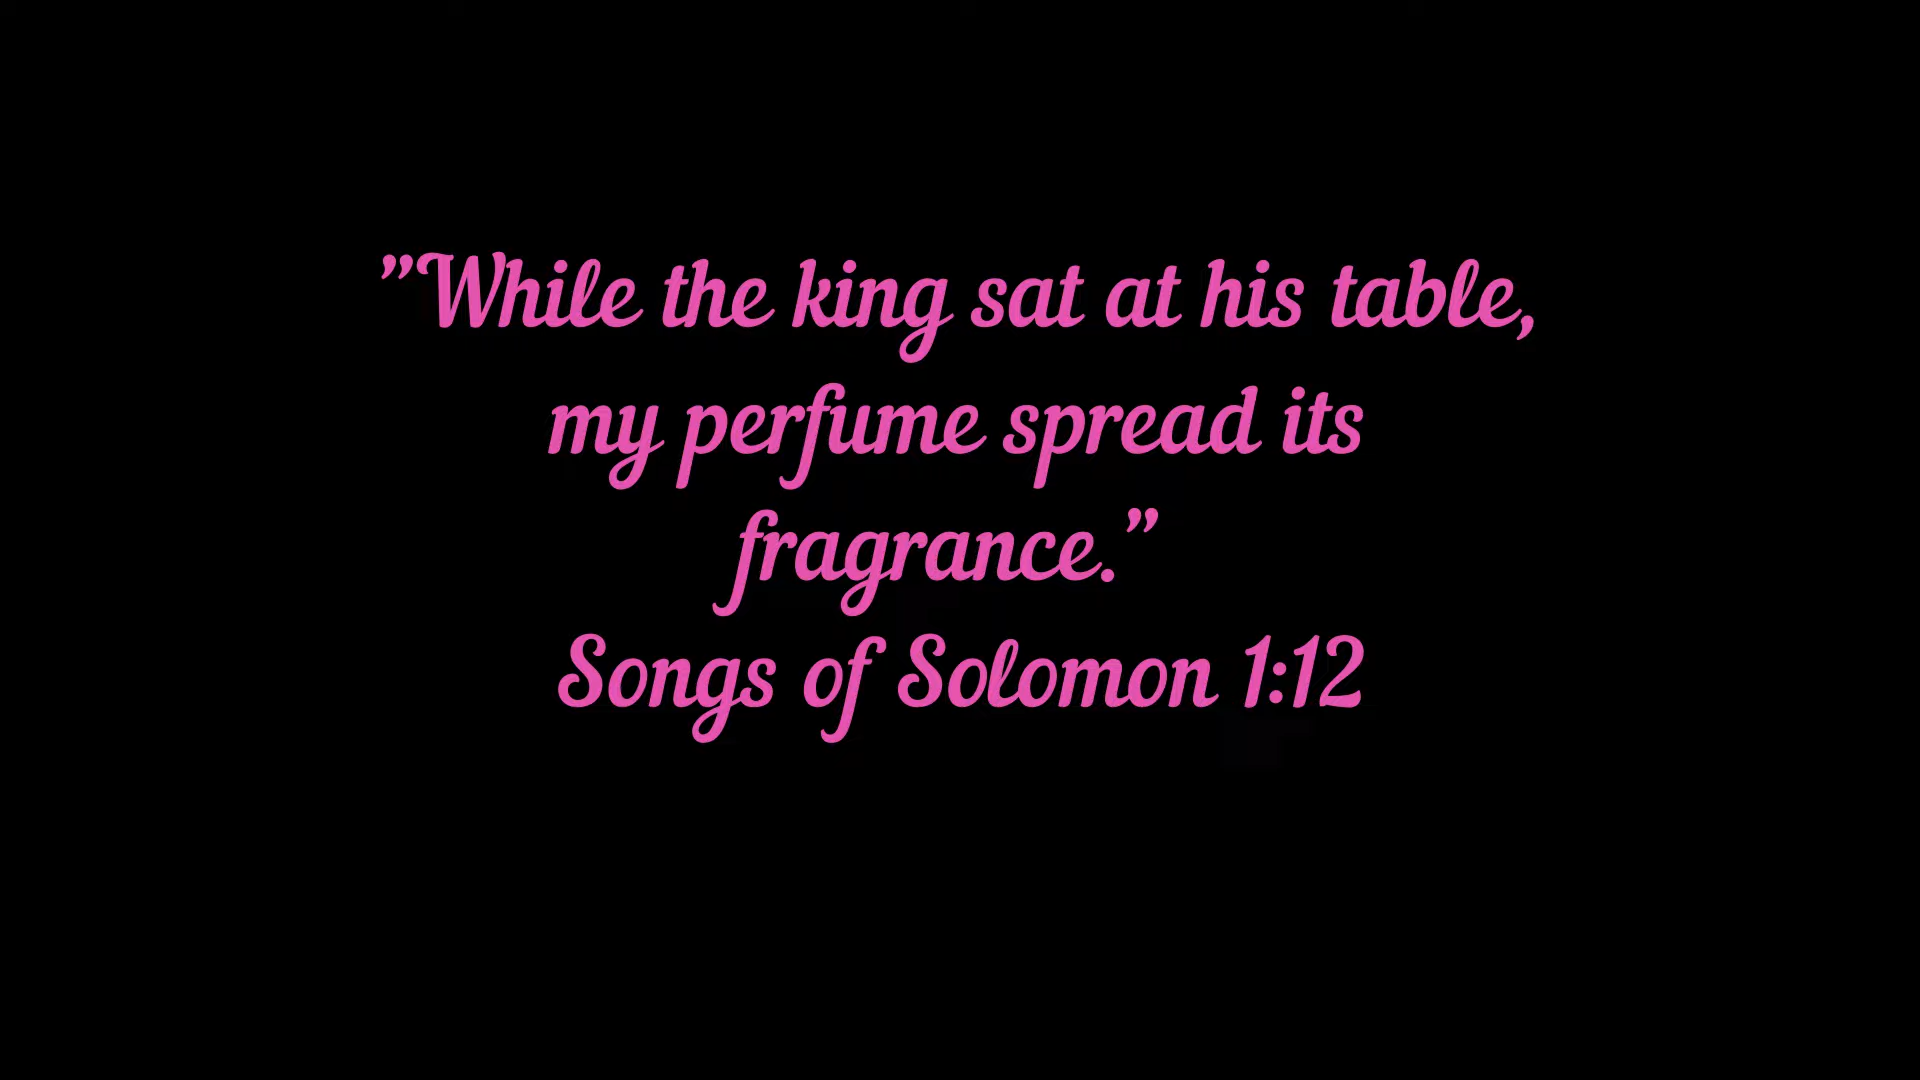 ”While the king sat at his table,
my perfume spread its
fragrance.”
Songs of Solomon 1:12